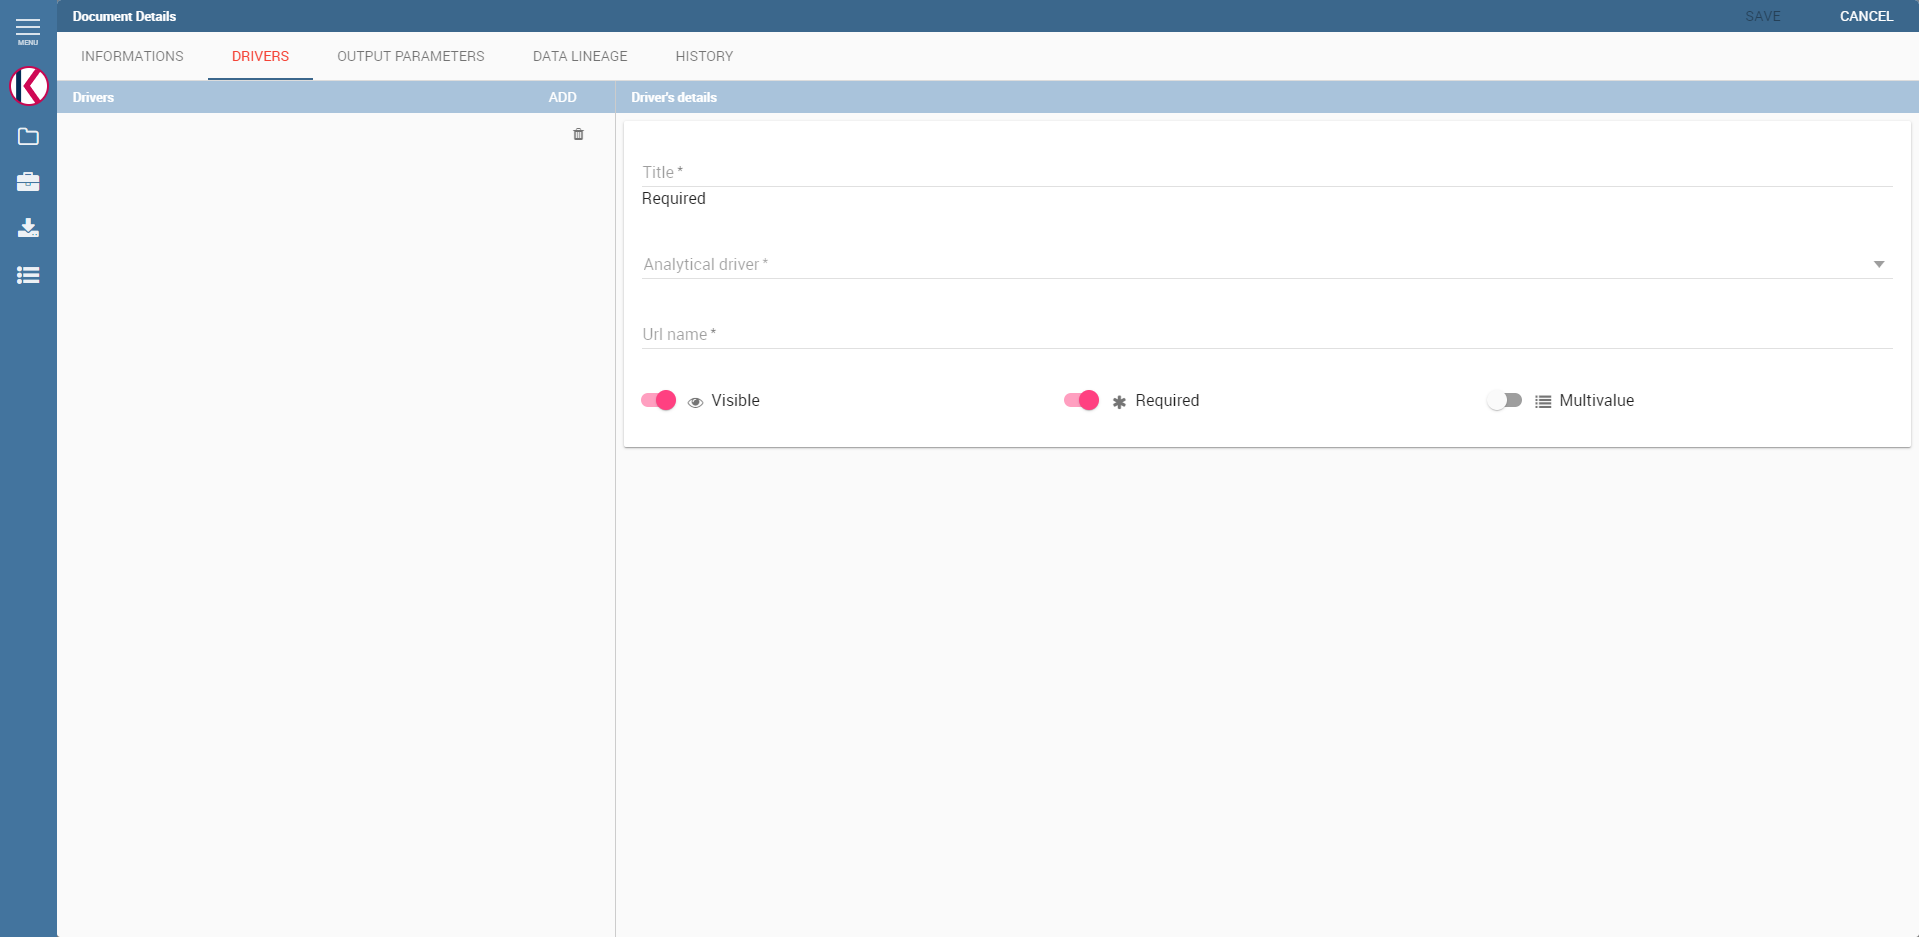 Document Details
SAVE
CANCEL
MENU
INFORMATIONS
DRIVERS
OUTPUT PARAMETERS
DATA LINEAGE
HISTORY
Drivers
ADD
Driver's details
Title *
Required
Analytical driver *
Url name *
Visible
Required
Multivalue